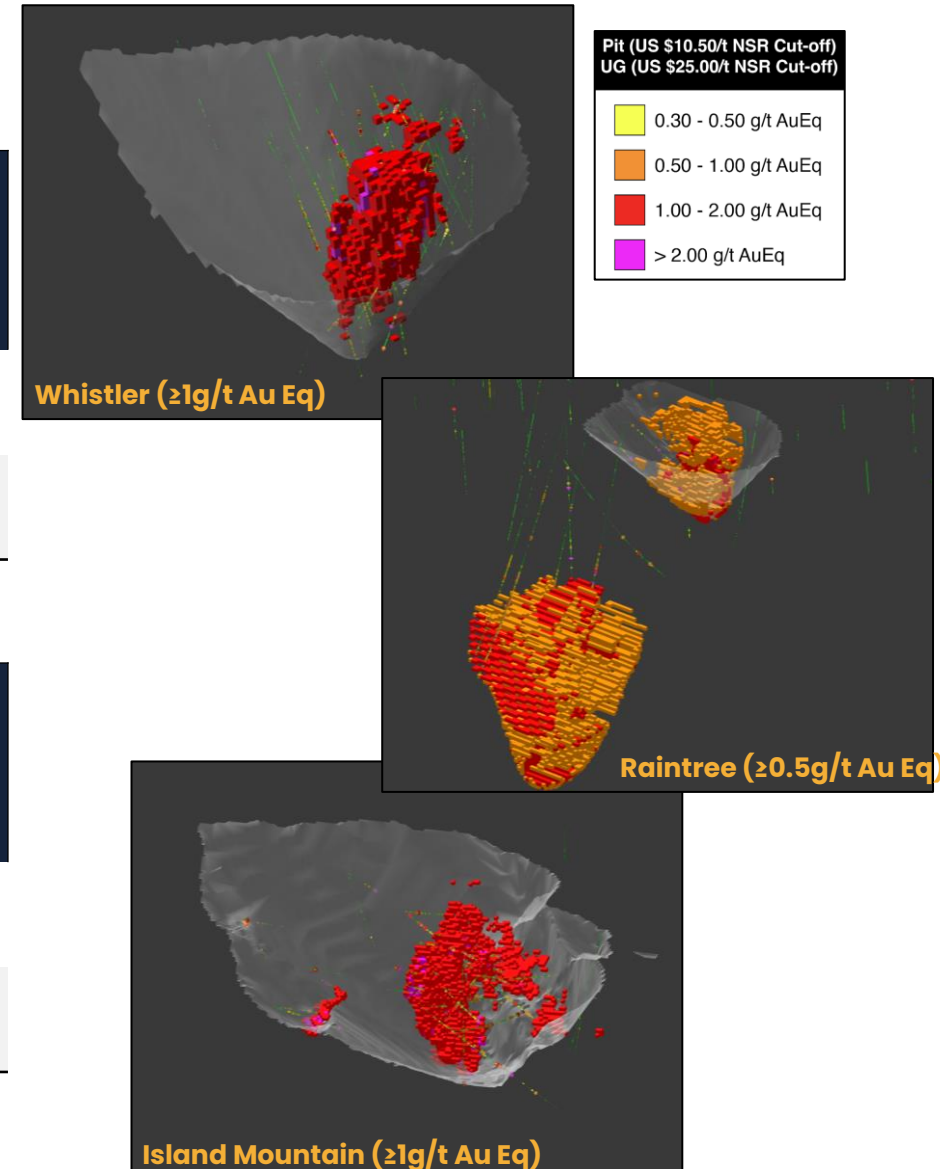 Pit (US $10.50/t NSR Cut-off)
UG (US $25.00/t NSR Cut-off)
0.30 - 0.50 g/t AuEq
0.50 - 1.00 g/t AuEq
1.00 - 2.00 g/t AuEq
> 2.00 g/t AuEq
Whistler (≥1g/t Au Eq)
Raintree (≥0.5g/t Au Eq)
Island Mountain (≥1g/t Au Eq)